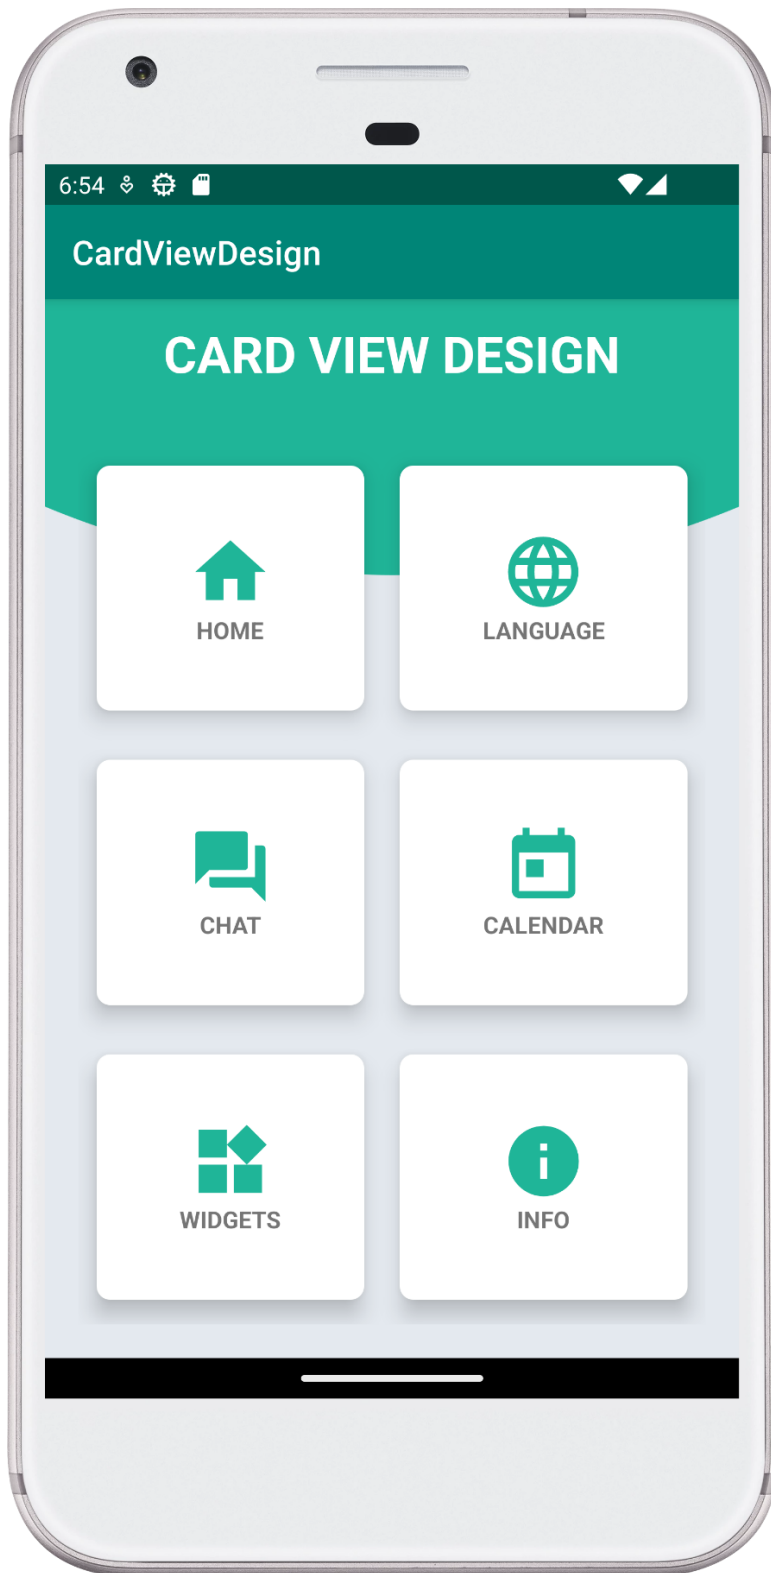 6:54
CardViewDesign
CARD VIEW DESIGN
HOME
LANGUAGE
CHAT
CALENDAR
WIDGETS
INFO